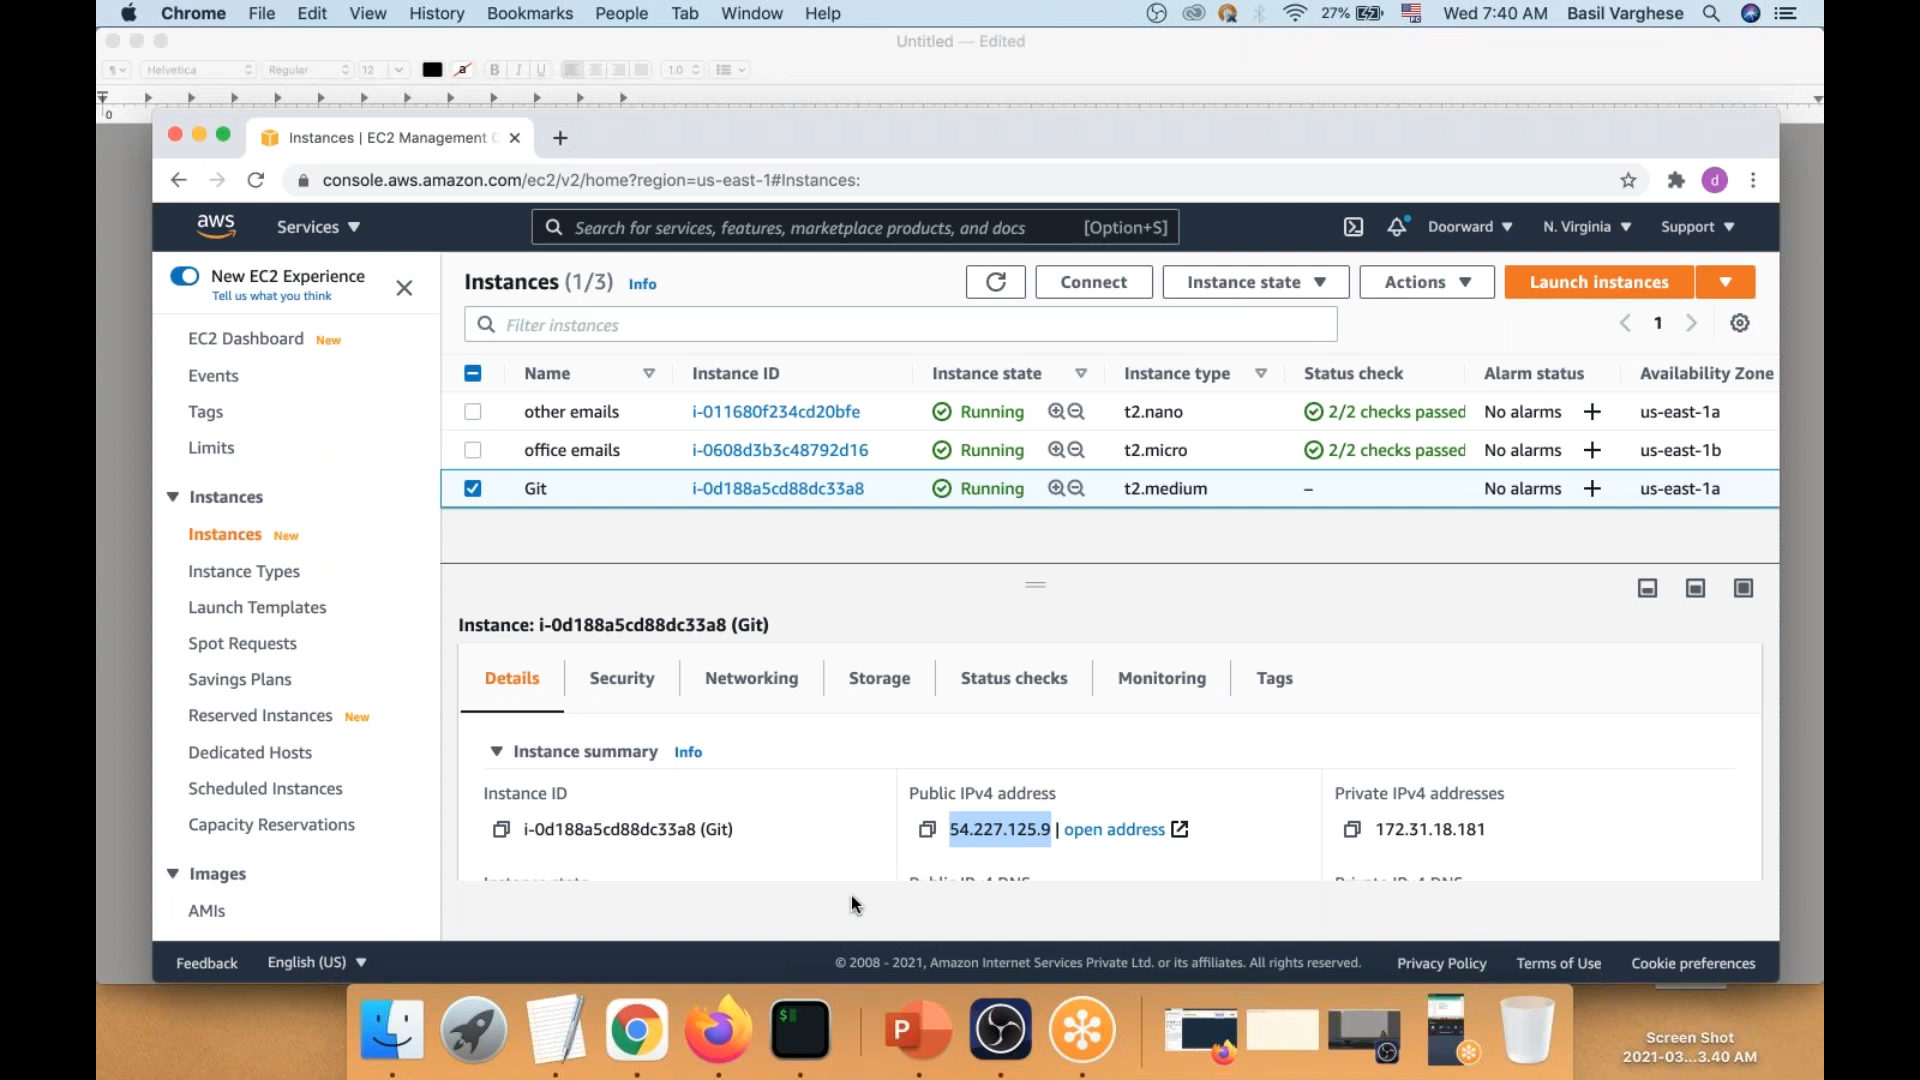 Chrome File Edit View History Bookmarks People Tab Window Help 27% Wed 7:40 AM Basil Varghese
Untitled — Edited
Helvetica Regular 12 a B I U 1.0
0
Instances | EC2 Management
console.aws.amazon.com/ec2/v2/home?region=us-east-1#Instances: d
aws Services Search for services, features, marketplace products, and docs [Option+S] Doorward N. Virginia Support
New EC2 Experience
Tell us what you think
EC2 Dashboard New
Events
Tags
Limits
Instances
Instances New
Instance Types
Launch Templates
Spot Requests
Savings Plans
Reserved Instances New
Dedicated Hosts
Scheduled Instances
Capacity Reservations
Images
AMIs
Instances (1/3) Info Connect Instance state Actions Launch instances
Filter instances 1
Name Instance ID Instance state Instance type Status check Alarm status Availability Zone
other emails i-011680f234cd20bfe Running t2.nano 2/2 checks passed No alarms + us-east-1a
office emails i-0608d3b3c48792d16 Running t2.micro 2/2 checks passed No alarms + us-east-1b
Git i-0d188a5cd88dc33a8 Running t2.medium – No alarms + us-east-1a
Instance: i-0d188a5cd88dc33a8 (Git)
Details Security Networking Storage Status checks Monitoring Tags
Instance summary Info
Instance ID Public IPv4 address Private IPv4 addresses
i-0d188a5cd88dc33a8 (Git) 54.227.125.9 | open address 172.31.18.181
Feedback English (US) © 2008 - 2021, Amazon Internet Services Private Ltd. or its affiliates. All rights reserved. Privacy Policy Terms of Use Cookie preferences
$ P
Screen Shot
2021-03...3.40 AM